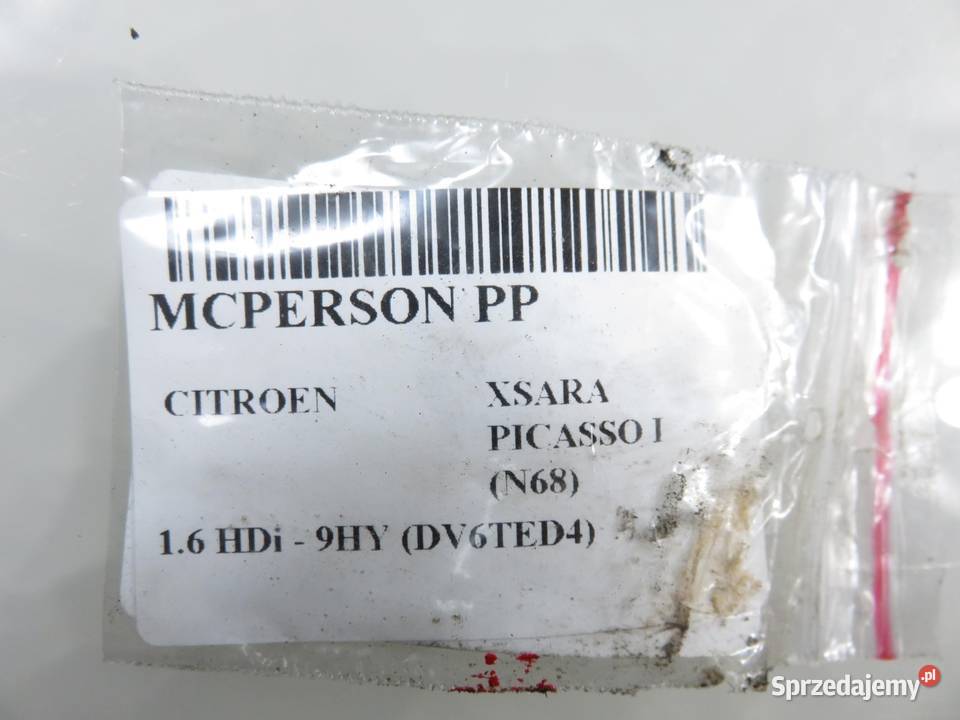 MCPERSON PP
CITROEN
XSARA
PICASSO I
(N68)
1.6 HDi - 9HY (DV6TED4)
Sprzedajemy.pl